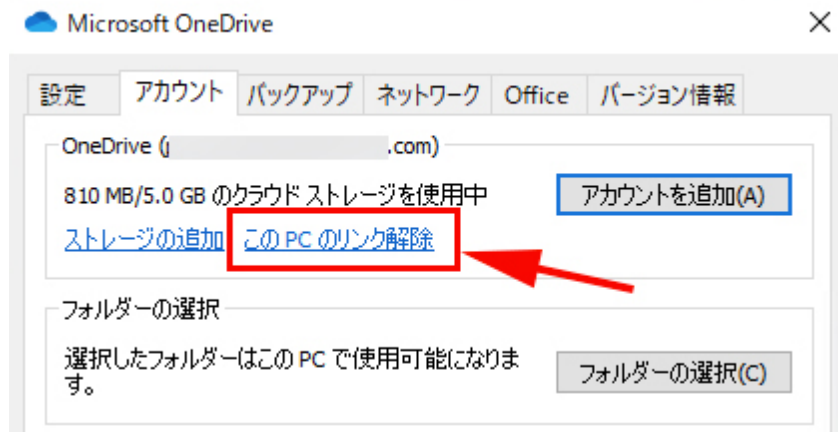 Microsoft OneDrive
設定 アカウント バックアップ ネットワーク Office バージョン情報
OneDrive ( .com)
810 MB/5.0 GB のクラウド ストレージを使用中 アカウントを追加(A)
ストレージの追加 この PC のリンク解除
フォルダーの選択
選択したフォルダーはこの PC で使用可能になりま
す。
フォルダーの選択(C)